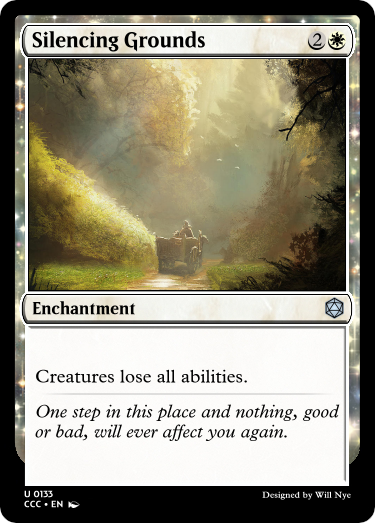 Silencing Grounds 2
Enchantment
Creatures lose all abilities.
One step in this place and nothing, good
or bad, will ever affect you again.
U 0133
CCC • EN
Designed by Will Nye